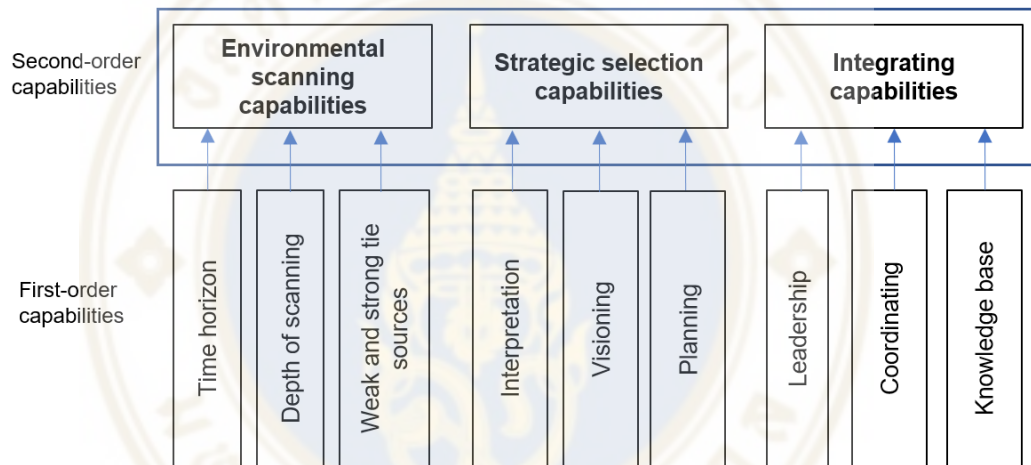 Second-order
capabilities
Environmental
scanning
capabilities
Strategic selection
capabilities
Integrating
capabilities
First-order
capabilities
Time horizon
Depth of scanning
Weak and strong tie
sources
Interpretation
Visioning
Planning
Leadership
Coordinating
Knowledge base